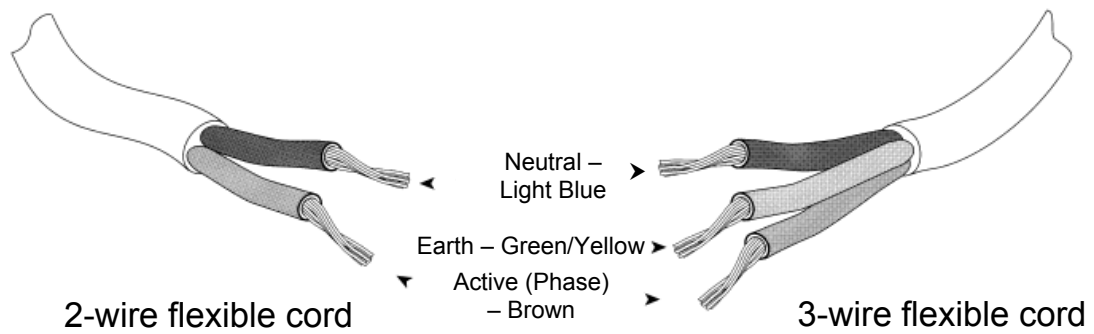 Neutral –
Light Blue
Earth – Green/Yellow
Active (Phase)
– Brown
2-wire flexible cord
3-wire flexible cord